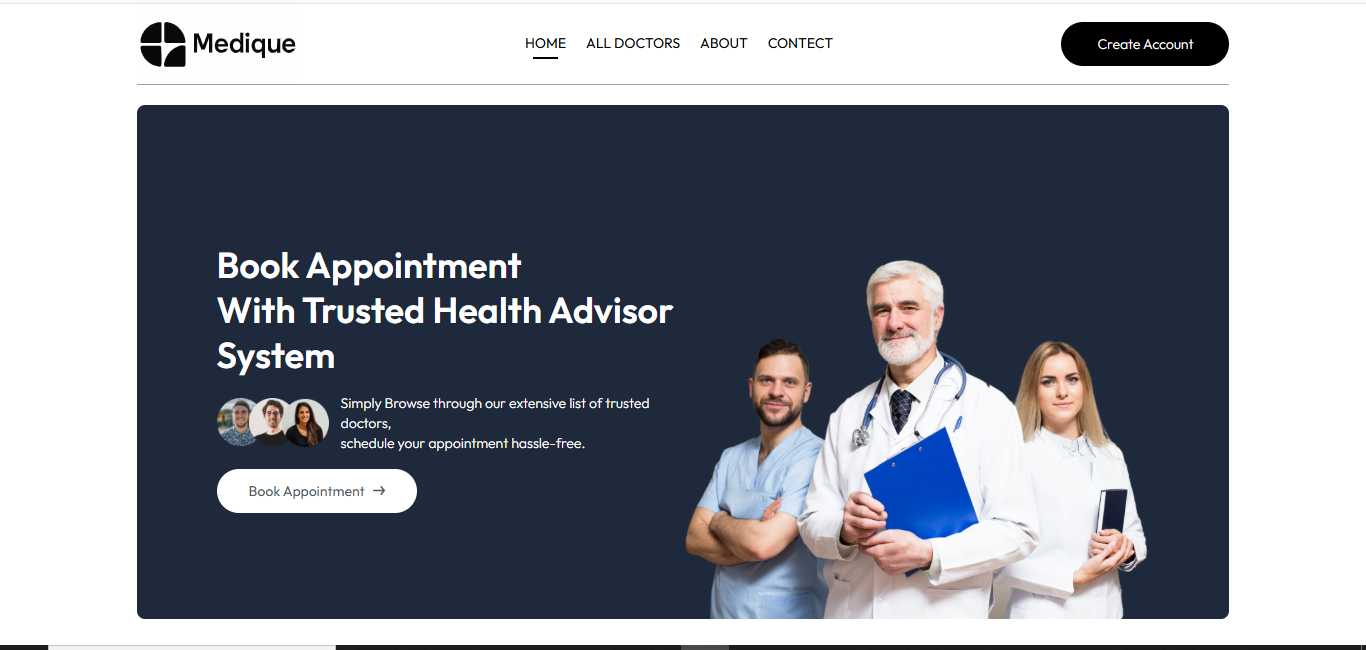 Medique
HOME
ALL DOCTORS
ABOUT
CONTECT
Create Account
Book Appointment
With Trusted Health Advisor
System
Simply Browse through our extensive list of trusted
doctors,
schedule your appointment hassle-free.
Book Appointment →